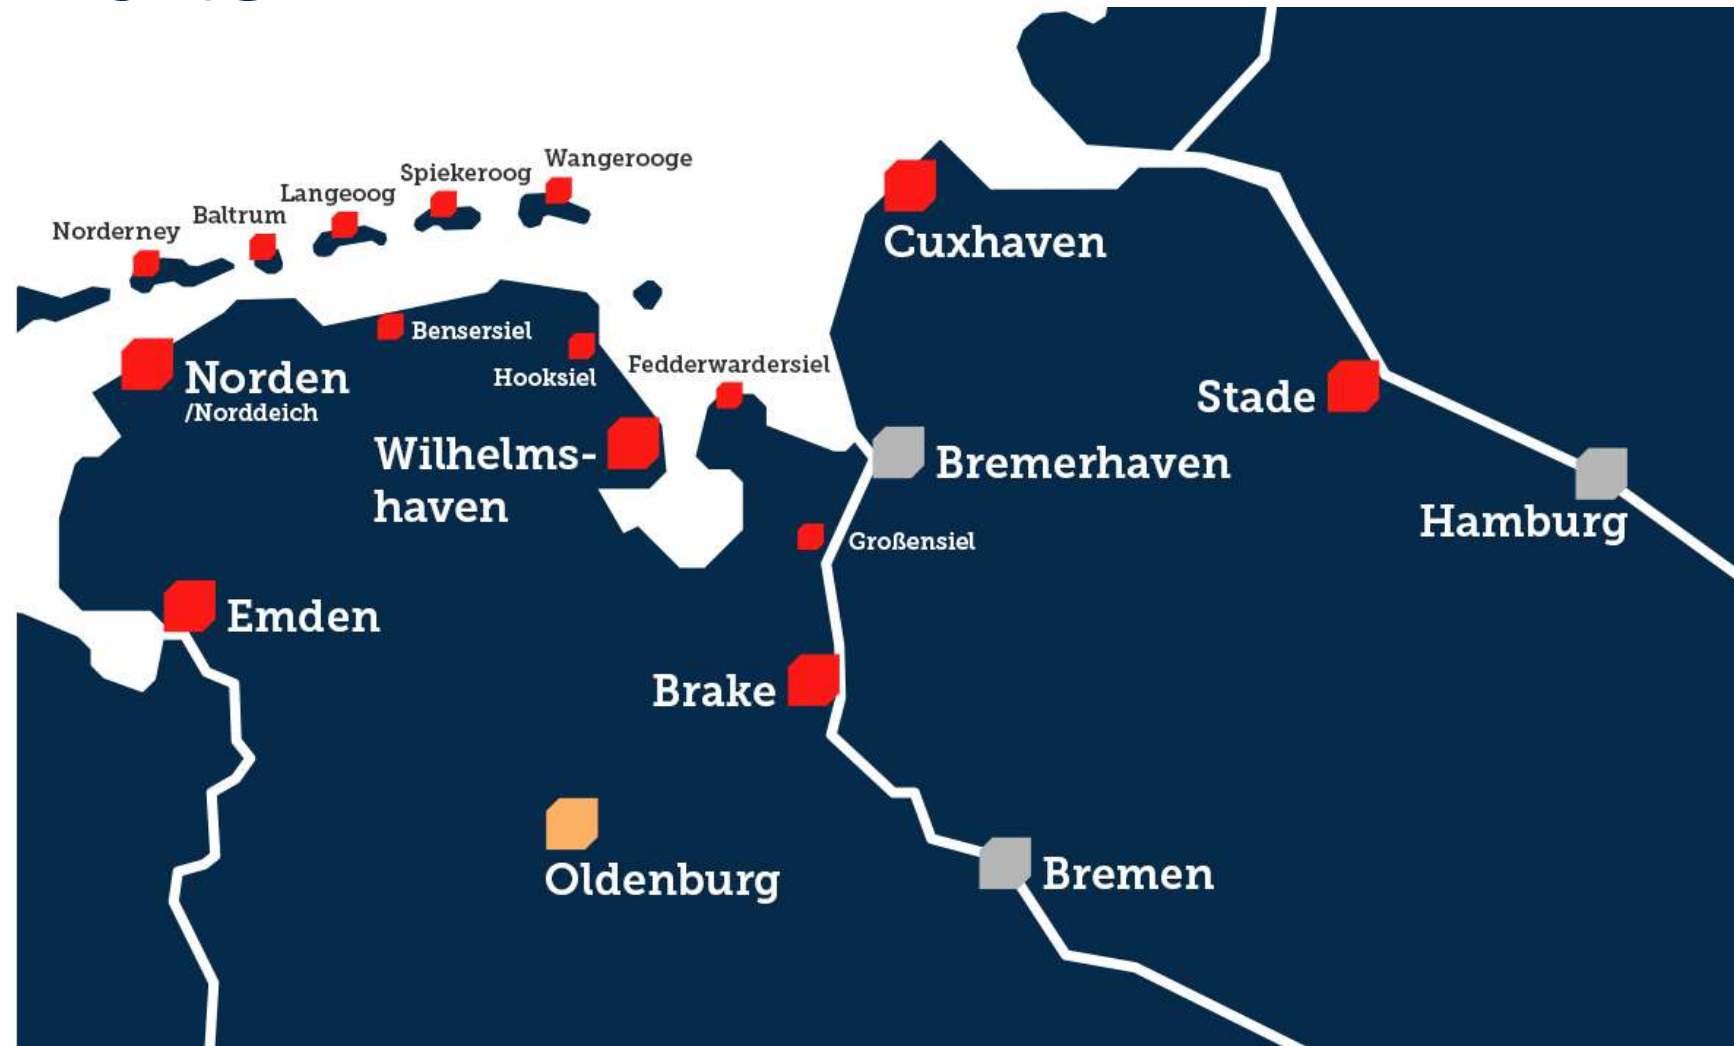 Wangerooge
Spiekeroog
Langeoog
Baltrum
Norderney
Cuxhaven
Bensersiel
Hooksiel
Fedderwardersiel
Norden
/Norddeich
Stade
Wilhelms-
haven
Bremerhaven
Hamburg
Großensiel
Emden
Brake
Oldenburg
Bremen